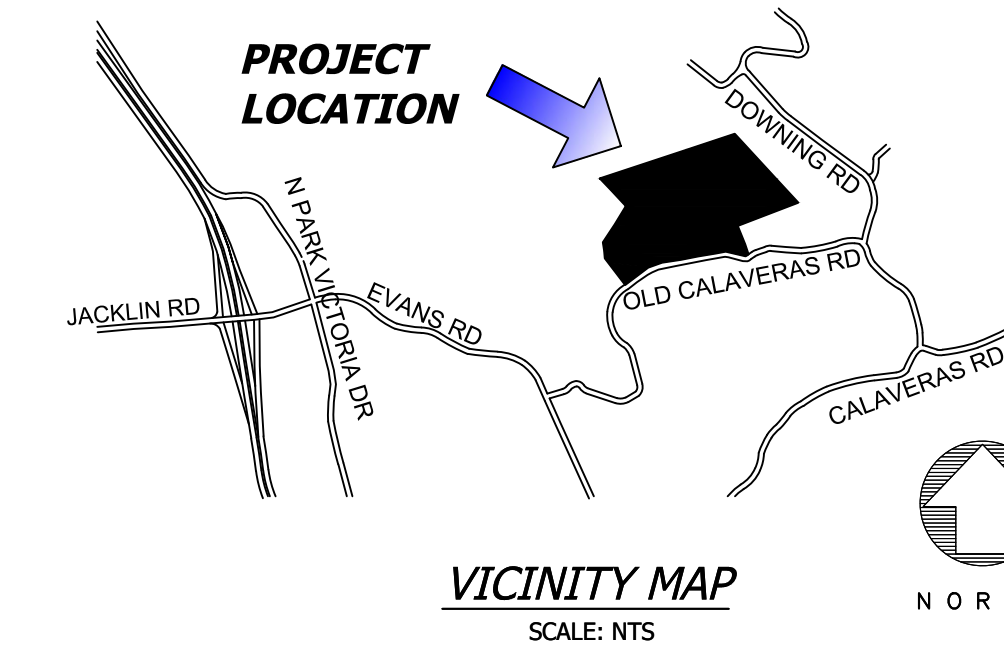 PROJECT
LOCATION
DOWNING RD
N PARK VICTORIA DR
OLD CALAVERAS RD
JACKLIN RD
EVANS RD
CALAVERAS RD
VICINITY MAP
SCALE: NTS
N O R